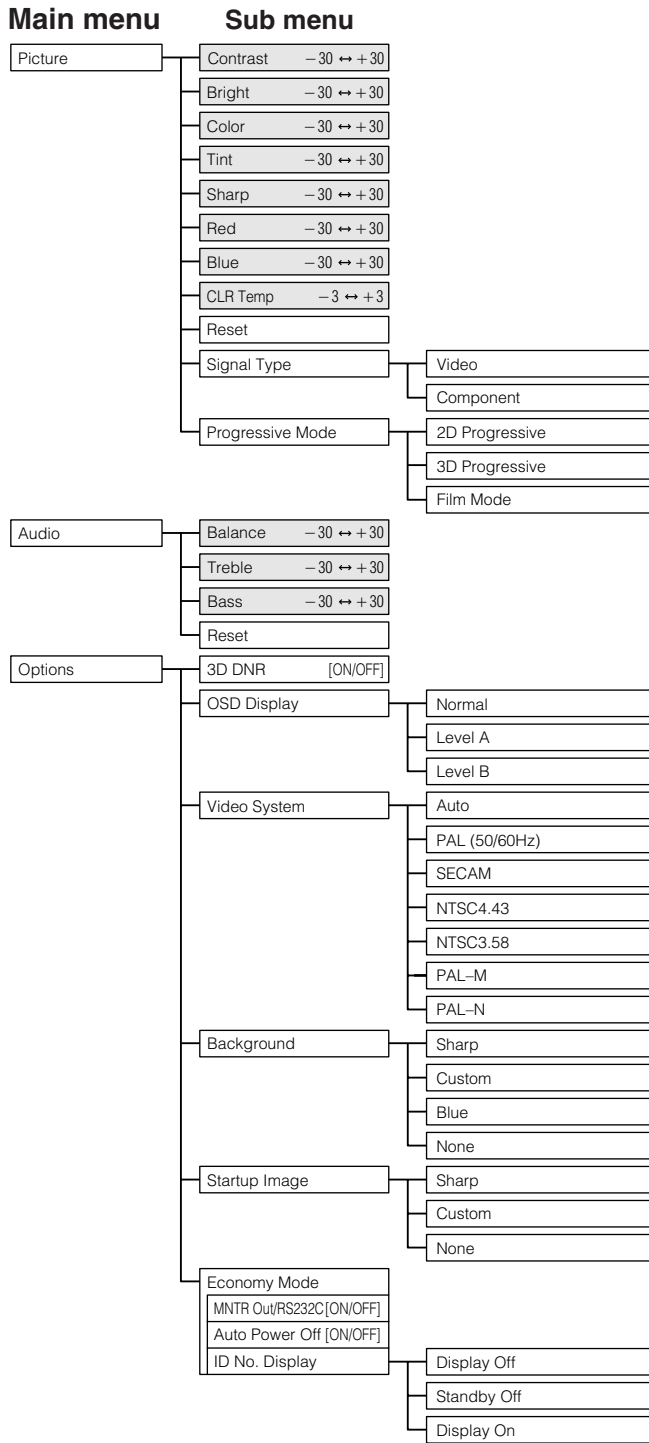 Main menu Sub menu
Picture
Contrast −30 ↔ +30
Bright −30 ↔ +30
Color −30 ↔ +30
Tint −30 ↔ +30
Sharp −30 ↔ +30
Red −30 ↔ +30
Blue −30 ↔ +30
CLR Temp −3 ↔ +3
Reset
Signal Type
Video
Component
Progressive Mode
2D Progressive
3D Progressive
Film Mode
Audio
Balance −30 ↔ +30
Treble −30 ↔ +30
Bass −30 ↔ +30
Reset
Options
3D DNR [ON/OFF]
OSD Display
Normal
Level A
Level B
Video System
Auto
PAL (50/60Hz)
SECAM
NTSC4.43
NTSC3.58
PAL–M
PAL–N
Background
Sharp
Custom
Blue
None
Startup Image
Sharp
Custom
None
Economy Mode
MNTR Out/RS232C[ON/OFF]
Auto Power Off [ON/OFF]
ID No. Display
Display Off
Standby Off
Display On